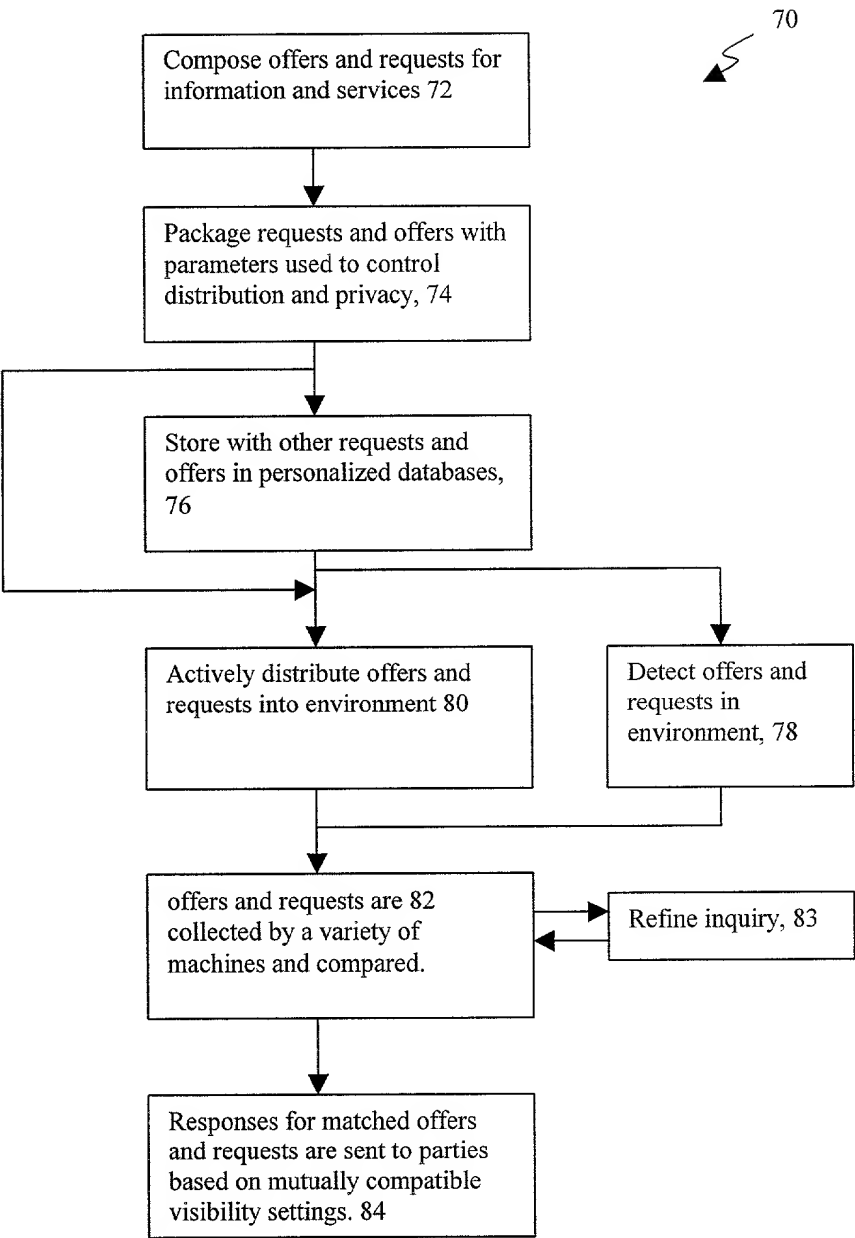 70
Compose offers and requests for
information and services 72
Package requests and offers with
parameters used to control
distribution and privacy, 74
Store with other requests and
offers in personalized databases,
76
Actively distribute offers and
requests into environment 80
Detect offers and
requests in
environment, 78
offers and requests are 82
collected by a variety of
machines and compared.
Refine inquiry, 83
Responses for matched offers
and requests are sent to parties
based on mutually compatible
visibility settings. 84